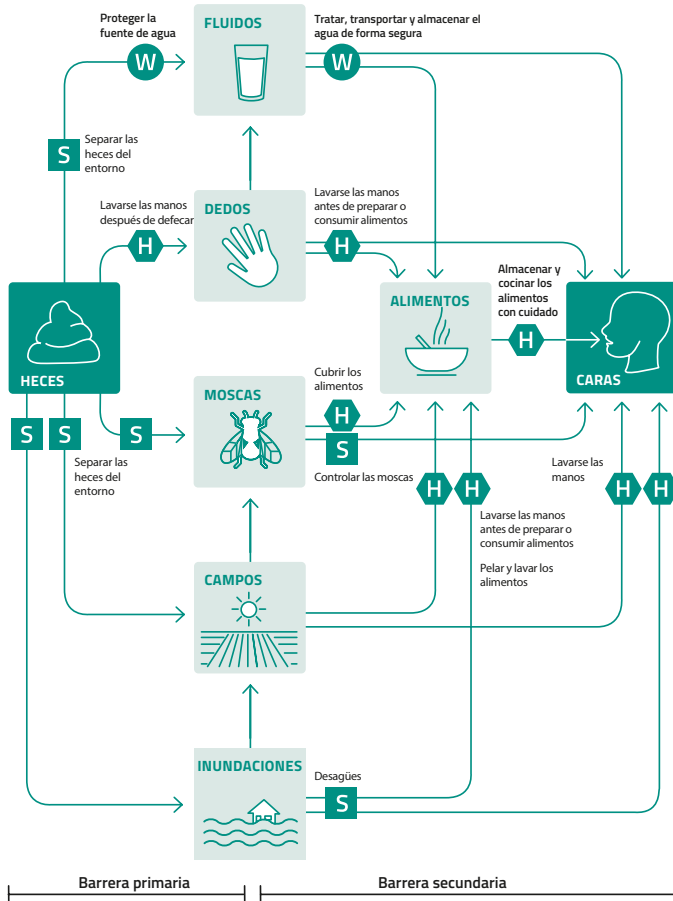 Proteger la
fuente de agua
W
FLUIDOS
Tratar, transportar y almacenar el
agua de forma segura
W
S
Separar las
heces del
entorno
Lavarse las manos
después de defecar
H
DEDOS
Lavarse las manos
antes de preparar o
consumir alimentos
H
HECES
ALIMENTOS
Almacenar y
cocinar los
alimentos
con cuidado
H
CARAS
S
S
S
Separar las
heces del
entorno
MOSCAS
Cubrir los
alimentos
H
S
Controlar las moscas
H
H
Lavarse las manos
antes de preparar o
consumir alimentos
Pelar y lavar los
alimentos
Lavarse las
manos
H
H
CAMPOS
INUNDACIONES
Desagües
S
Barrera primaria
Barrera secundaria